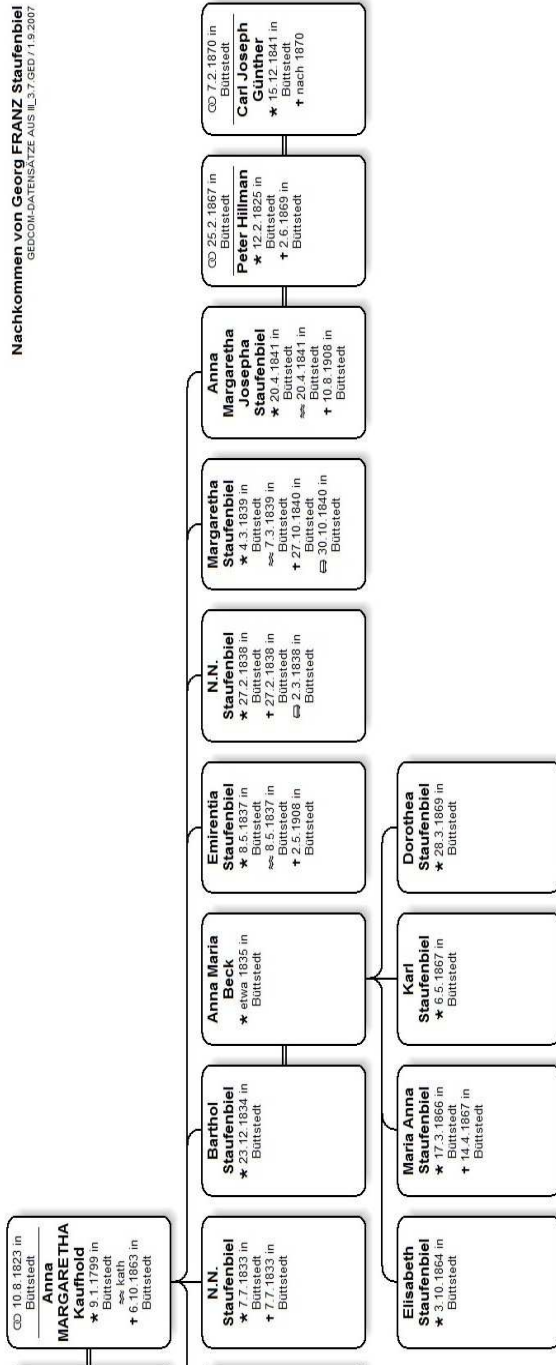 Nachkommen von Georg FRANZ Staufenbiel
GEDCOM-DATENSÄTZE AUS III_3.7.GED / 1.9.2007
⚭ 10.8.1823 in
Büttstedt
Anna
MARGARETHA
Kaufhold
★ 9.1.1799 in
Büttstedt
≈ kath
✝ 6.10.1863 in
Büttstedt
N.N.
Staufenbiel
★ 7.7.1833 in
Büttstedt
✝ 7.7.1833 in
Büttstedt
Barthol
Staufenbiel
★ 23.12.1834 in
Büttstedt
Anna Maria
Beck
★ etwa 1835 in
Büttstedt
Emirentia
Staufenbiel
★ 8.5.1837 in
Büttstedt
≈ 8.5.1837 in
Büttstedt
✝ 2.5.1908 in
Büttstedt
N.N.
Staufenbiel
★ 27.2.1838 in
Büttstedt
✝ 27.2.1838 in
Büttstedt
⚰ 2.3.1838 in
Büttstedt
Margaretha
Staufenbiel
★ 4.3.1839 in
Büttstedt
≈ 7.3.1839 in
Büttstedt
✝ 27.10.1840 in
Büttstedt
⚰ 30.10.1840 in
Büttstedt
Anna
Margaretha
Josepha
Staufenbiel
★ 20.4.1841 in
Büttstedt
≈ 20.4.1841 in
Büttstedt
✝ 10.8.1908 in
Büttstedt
⚭ 25.2.1867 in
Büttstedt
Peter Hillman
★ 12.2.1825 in
Büttstedt
✝ 2.6.1869 in
Büttstedt
⚭ 7.2.1870 in
Büttstedt
Carl Joseph
Günther
★ 15.12.1841 in
Büttstedt
✝ nach 1870
Elisabeth
Staufenbiel
★ 3.10.1864 in
Büttstedt
Maria Anna
Staufenbiel
★ 17.3.1866 in
Büttstedt
✝ 14.4.1867 in
Büttstedt
Karl
Staufenbiel
★ 6.5.1867 in
Büttstedt
Dorothea
Staufenbiel
★ 28.3.1869 in
Büttstedt